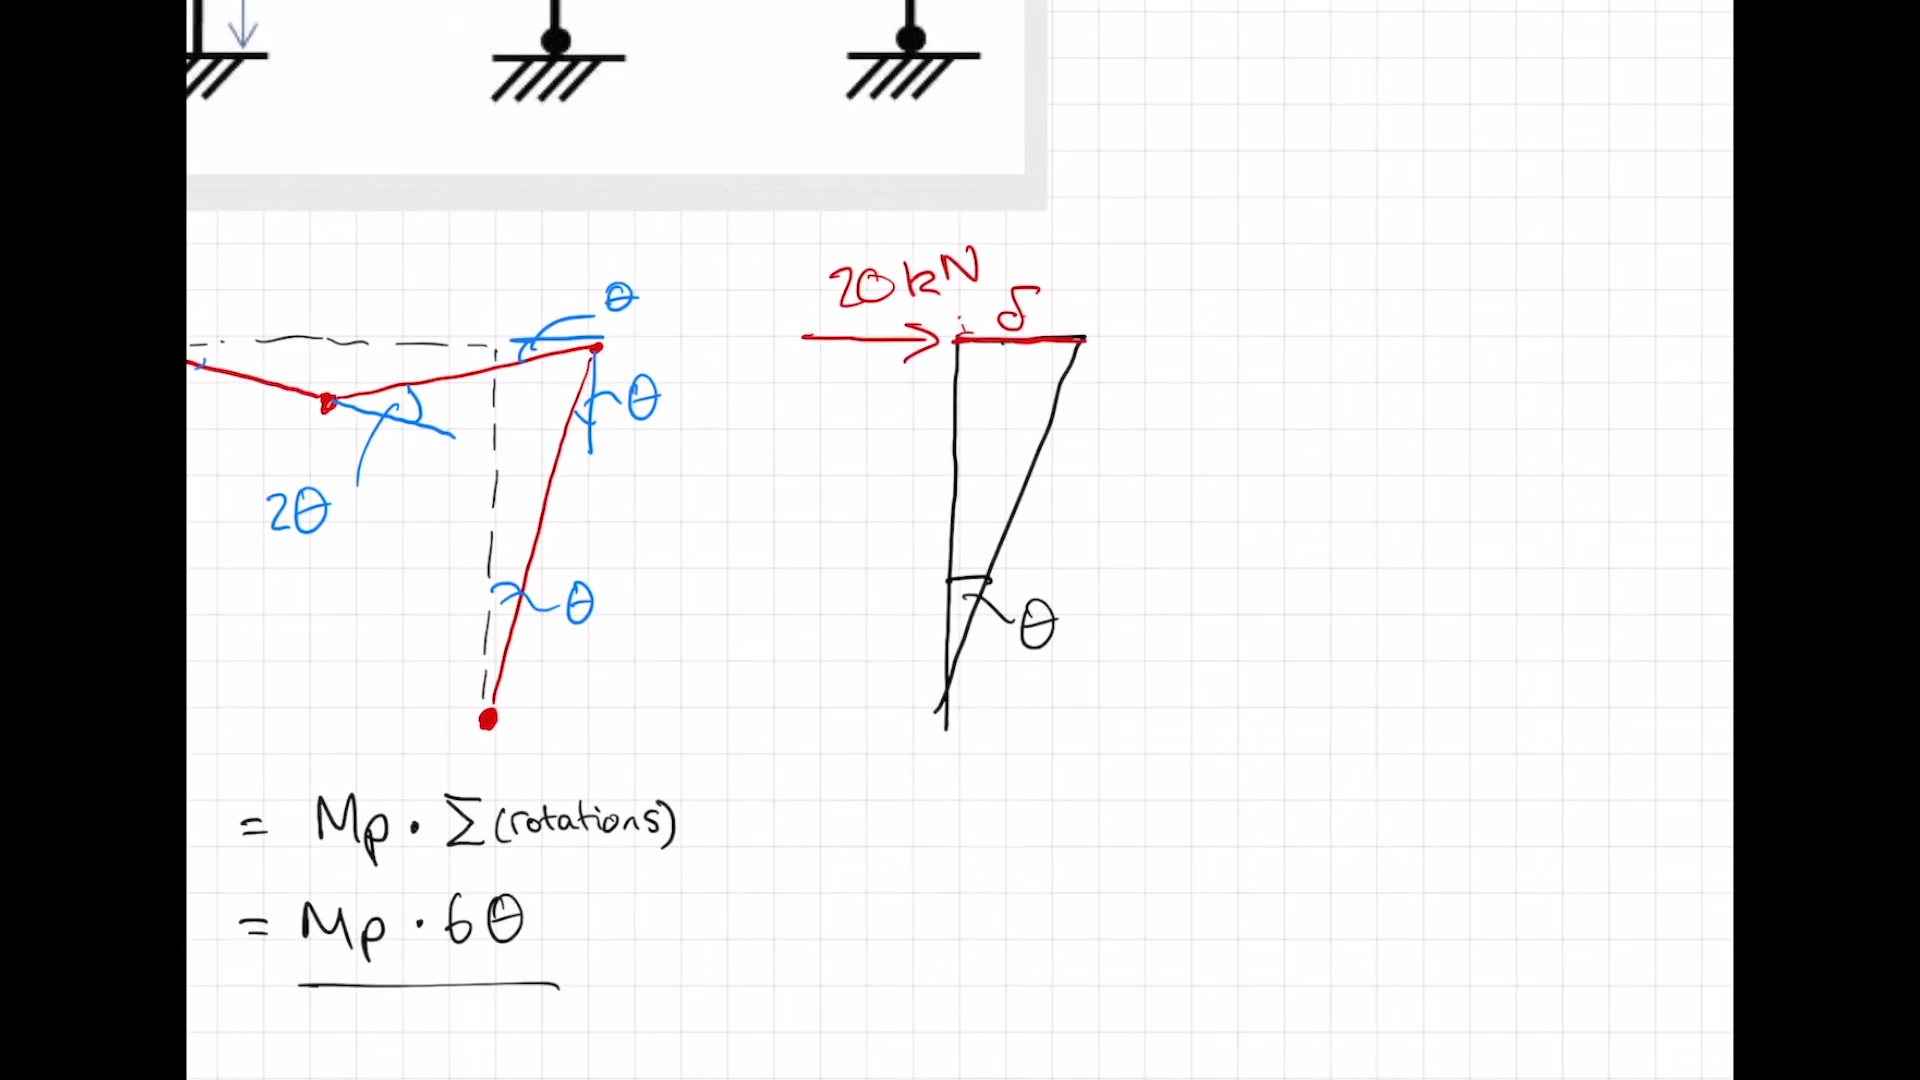 20kN
θ
δ
θ
2θ
θ
θ
= Mp · Σ(rotations)
= Mp · 6θ